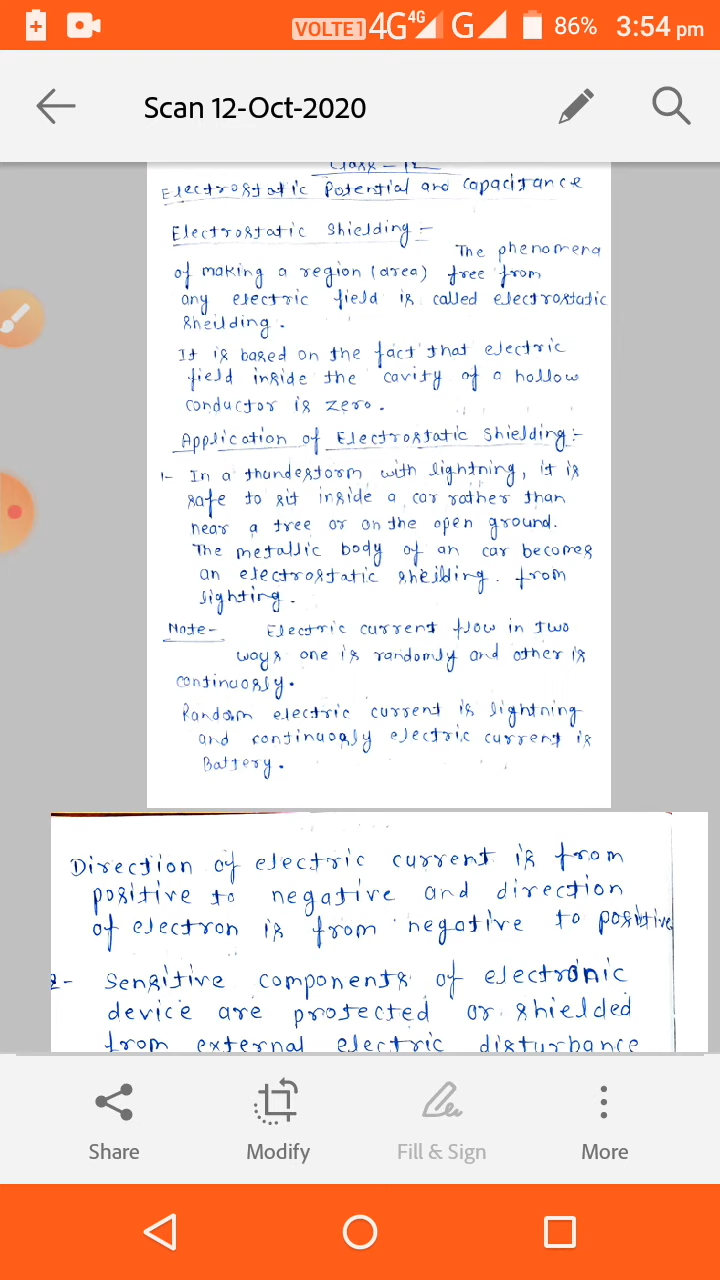 VOLTE1 4G 4G G 86% 3:54 pm
Scan 12-Oct-2020
Class - 12
Electrostatic Potential and capacitance
Electrostatic Shielding :-
The phenomena
of making a region (area) free from
any electric field is called electrostatic
Sheilding.
It is based on the fact that electric
field inside the cavity of a hollow
conductor is zero.
Application of Electrostatic Shielding :-
1- In a thunderstorm with lightning, it is
safe to sit inside a car rather than
near a tree or on the open ground.
The metallic body of an car becomes
an electrostatic sheilding. from
lighting.
Note- Electric current flow in two
ways one is randomly and other is
continuosly.
Random electric current is lightning
and continuosly electric current is
Battery.
Direction of electric current is from
positive to negative and direction
of electron is from negative to positive
2- Sensitive components of electronic
device are protected or shielded
from external electric disturbance
Share
Modify
Fill & Sign
More